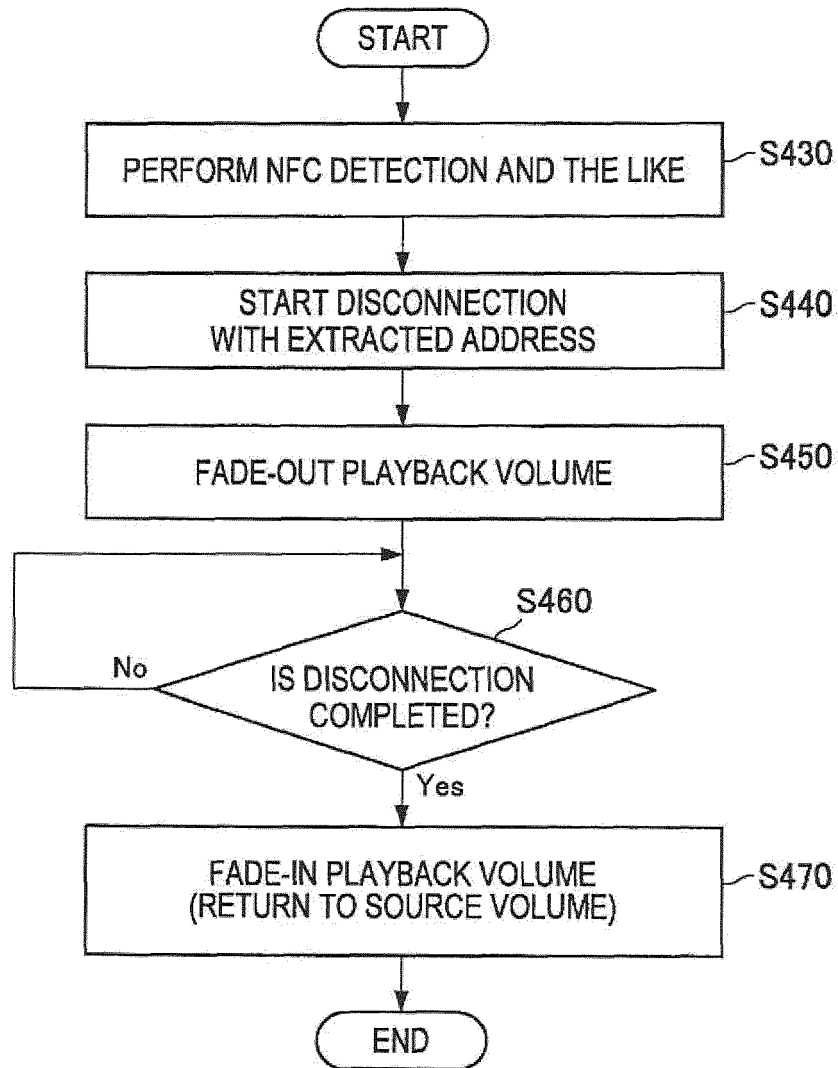 START
PERFORM NFC DETECTION AND THE LIKE
S430
START DISCONNECTION
WITH EXTRACTED ADDRESS
S440
FADE-OUT PLAYBACK VOLUME
S450
S460
No
IS DISCONNECTION
COMPLETED?
Yes
FADE-IN PLAYBACK VOLUME
(RETURN TO SOURCE VOLUME)
S470
END